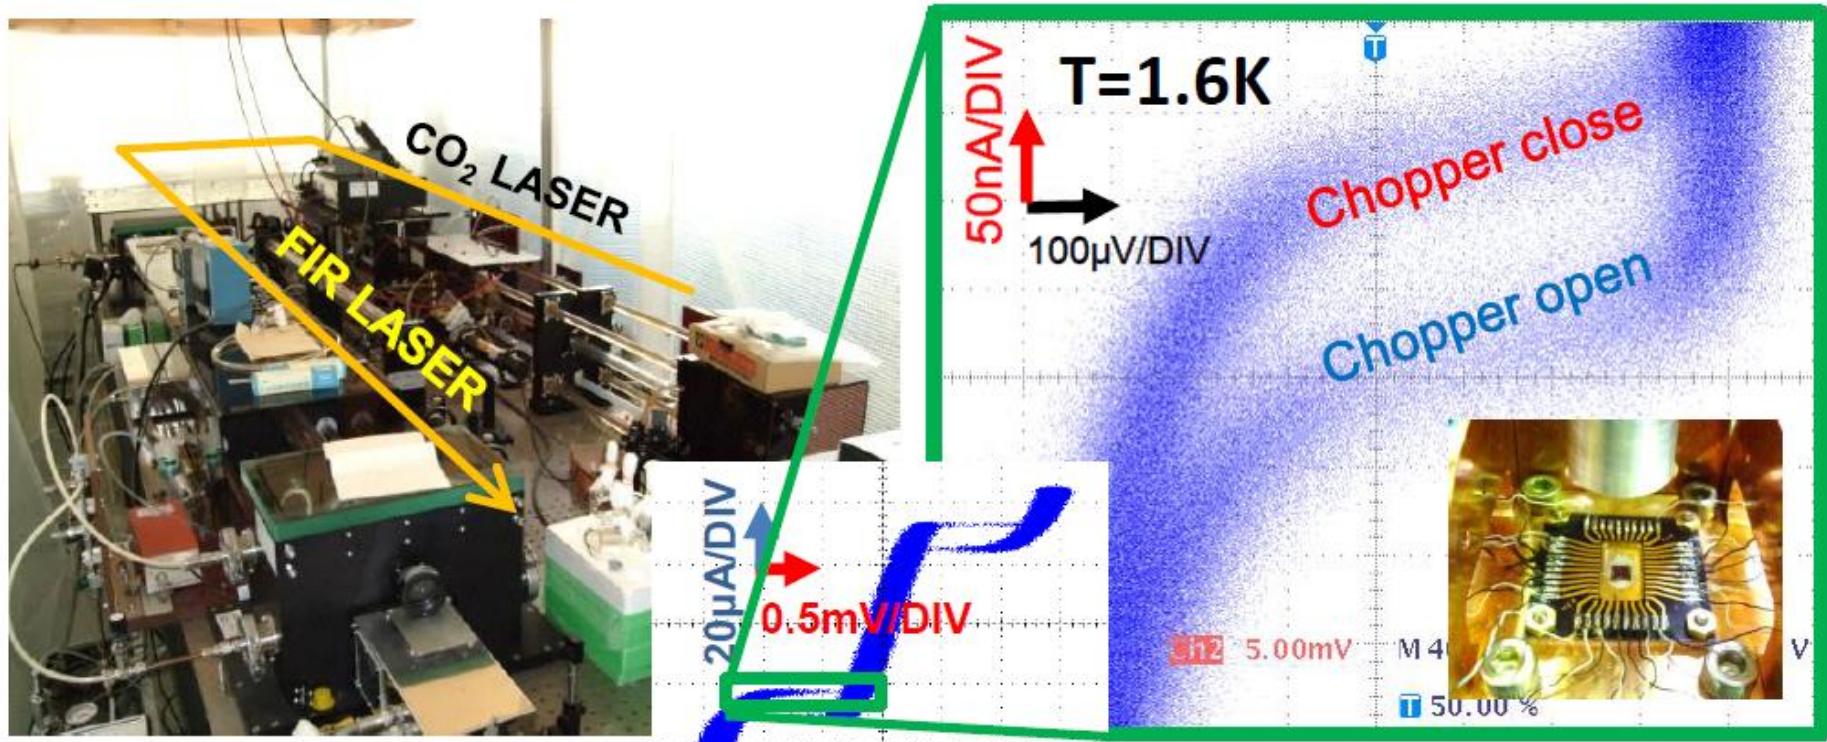 CO₂ LASER
FIR LASER
20µA/DIV
0.5mV/DIV
T
T=1.6K
50nA/DIV
100µV/DIV
Chopper close
Chopper open
Ch2 5.00mV M 4
V
T 50.00 %